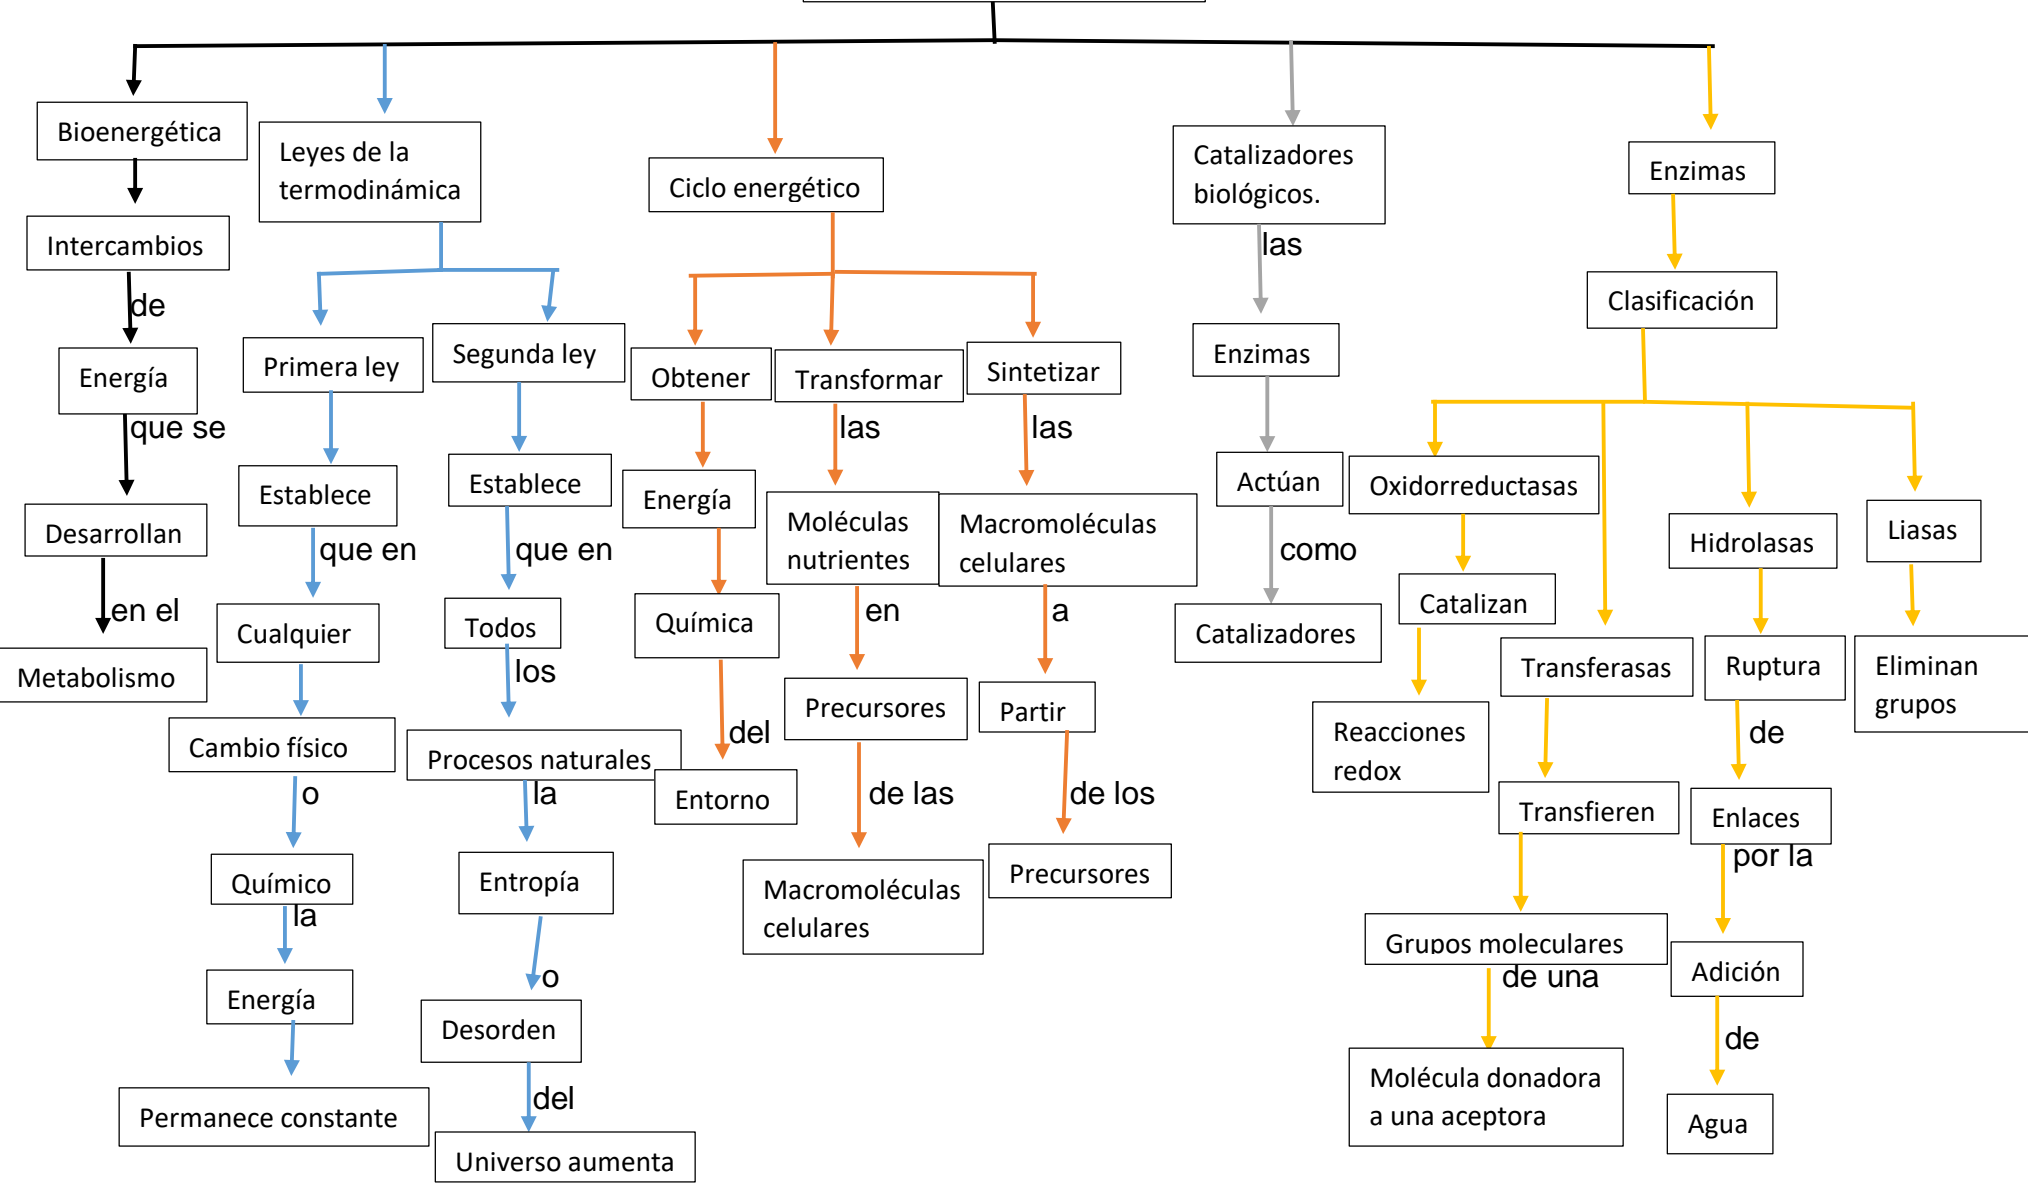 Bioenergética
Intercambios
de
Energía
que se
Desarrollan
en el
Metabolismo
Leyes de la
termodinámica
Primera ley
Establece
que en
Cualquier
Cambio físico
o
Químico
la
Energía
Permanece constante
Segunda ley
Establece
que en
Todos
los
Procesos naturales
la
Entropía
o
Desorden
del
Universo aumenta
Ciclo energético
Obtener
Energía
Química
del
Entorno
Transformar
las
Moléculas
nutrientes
en
Precursores
de las
Macromoléculas
celulares
Sintetizar
las
Macromoléculas
celulares
a
Partir
de los
Precursores
Catalizadores
biológicos.
las
Enzimas
Actúan
como
Catalizadores
Enzimas
Clasificación
Oxidorreductasas
Catalizan
Reacciones
redox
Transferasas
Transfieren
Grupos moleculares
de una
Molécula donadora
a una aceptora
Hidrolasas
Ruptura
de
Enlaces
por la
Adición
de
Agua
Liasas
Eliminan
grupos